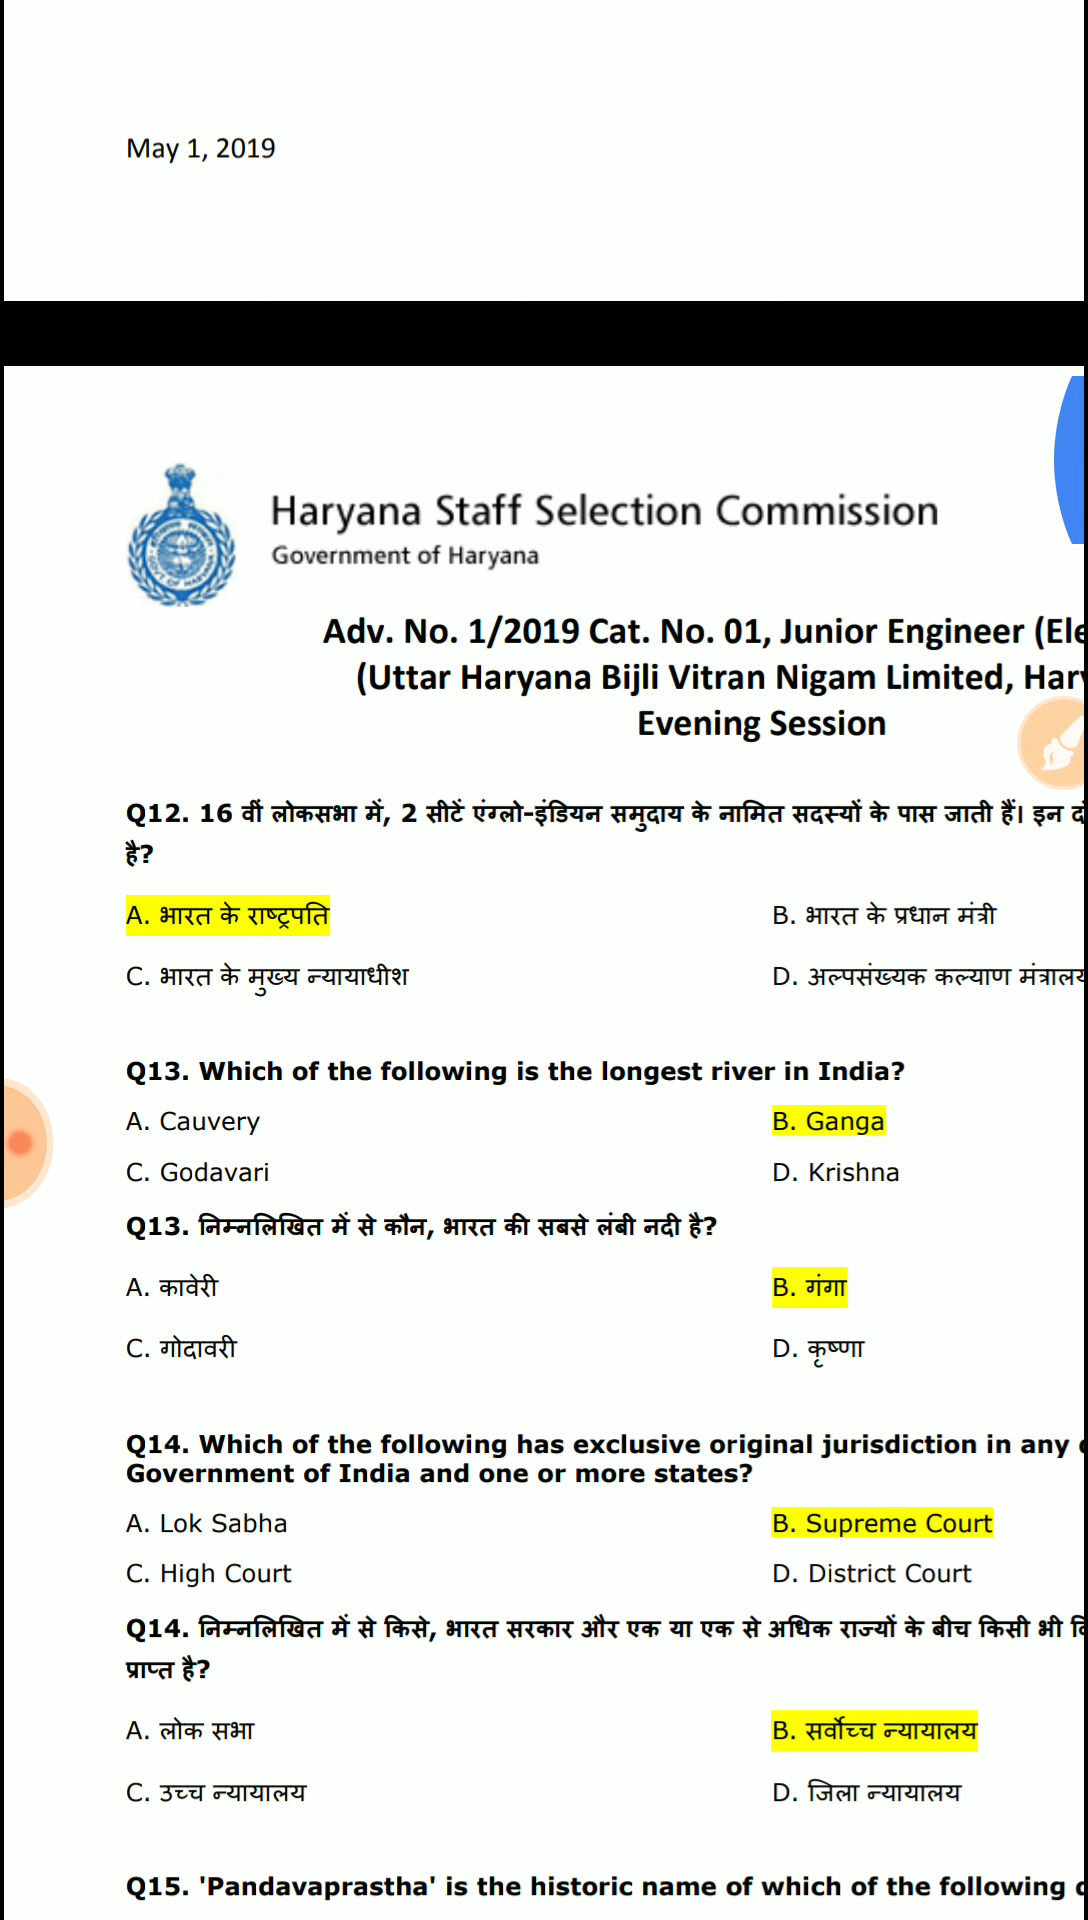 May 1, 2019
Haryana Staff Selection Commission
Government of Haryana
Adv. No. 1/2019 Cat. No. 01, Junior Engineer (Ele
(Uttar Haryana Bijli Vitran Nigam Limited, Har
Evening Session
Q12. 16 वीं लोकसभा में, 2 सीटें एंग्लो-इंडियन समुदाय के नामित सदस्यों के पास जाती हैं। इन
है?
A. भारत के राष्ट्रपति B. भारत के प्रधान मंत्री
C. भारत के मुख्य न्यायाधीश D. अल्पसंख्यक कल्याण मंत्रालय
Q13. Which of the following is the longest river in India?
A. Cauvery B. Ganga
C. Godavari D. Krishna
Q13. निम्नलिखित में से कौन, भारत की सबसे लंबी नदी है?
A. कावेरी B. गंगा
C. गोदावरी D. कृष्णा
Q14. Which of the following has exclusive original jurisdiction in any
Government of India and one or more states?
A. Lok Sabha B. Supreme Court
C. High Court D. District Court
Q14. निम्नलिखित में से किसे, भारत सरकार और एक या एक से अधिक राज्यों के बीच किसी भी
प्राप्त है?
A. लोक सभा B. सर्वोच्च न्यायालय
C. उच्च न्यायालय D. जिला न्यायालय
Q15. 'Pandavaprastha' is the historic name of which of the following